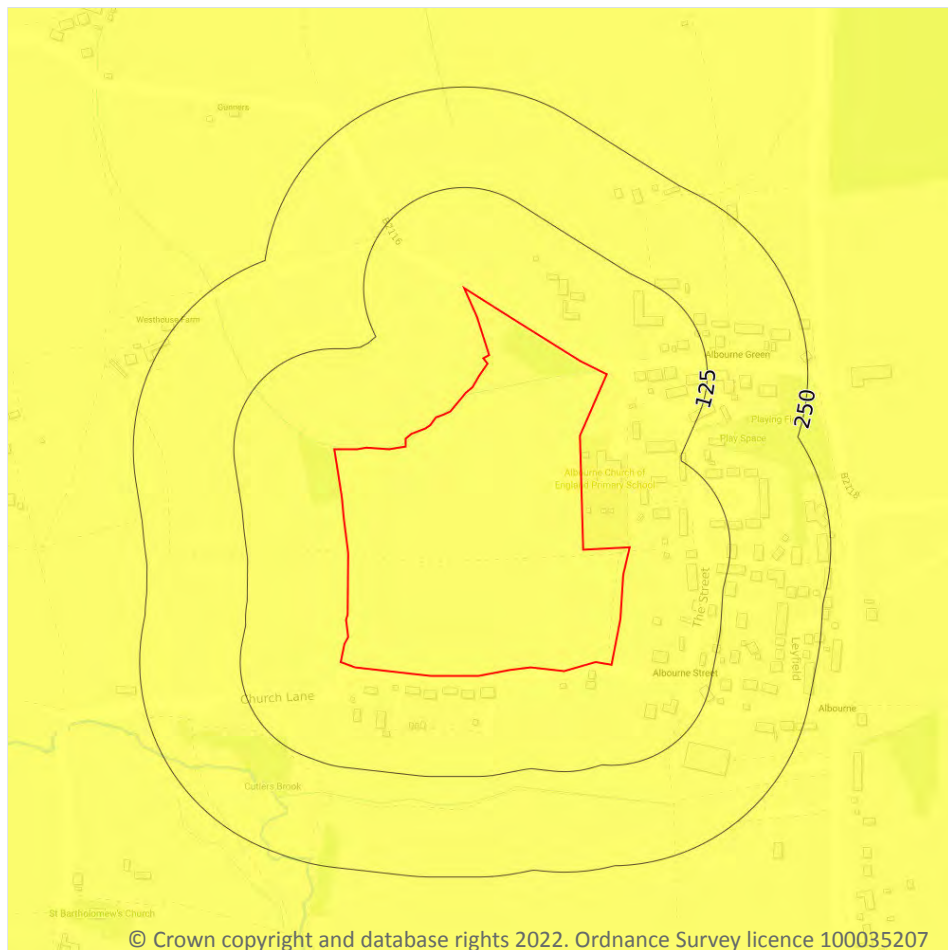 Dunners
B2116
Westhouse Farm
Albourne Green
125
250
Play Space
Albourne Church of
England Primary School
B2118
The Street
Leyfield
Albourne Street
Church Lane
Albourne
Cutlers Brook
St Bartholomew's Church
© Crown copyright and database rights 2022. Ordnance Survey licence 100035207